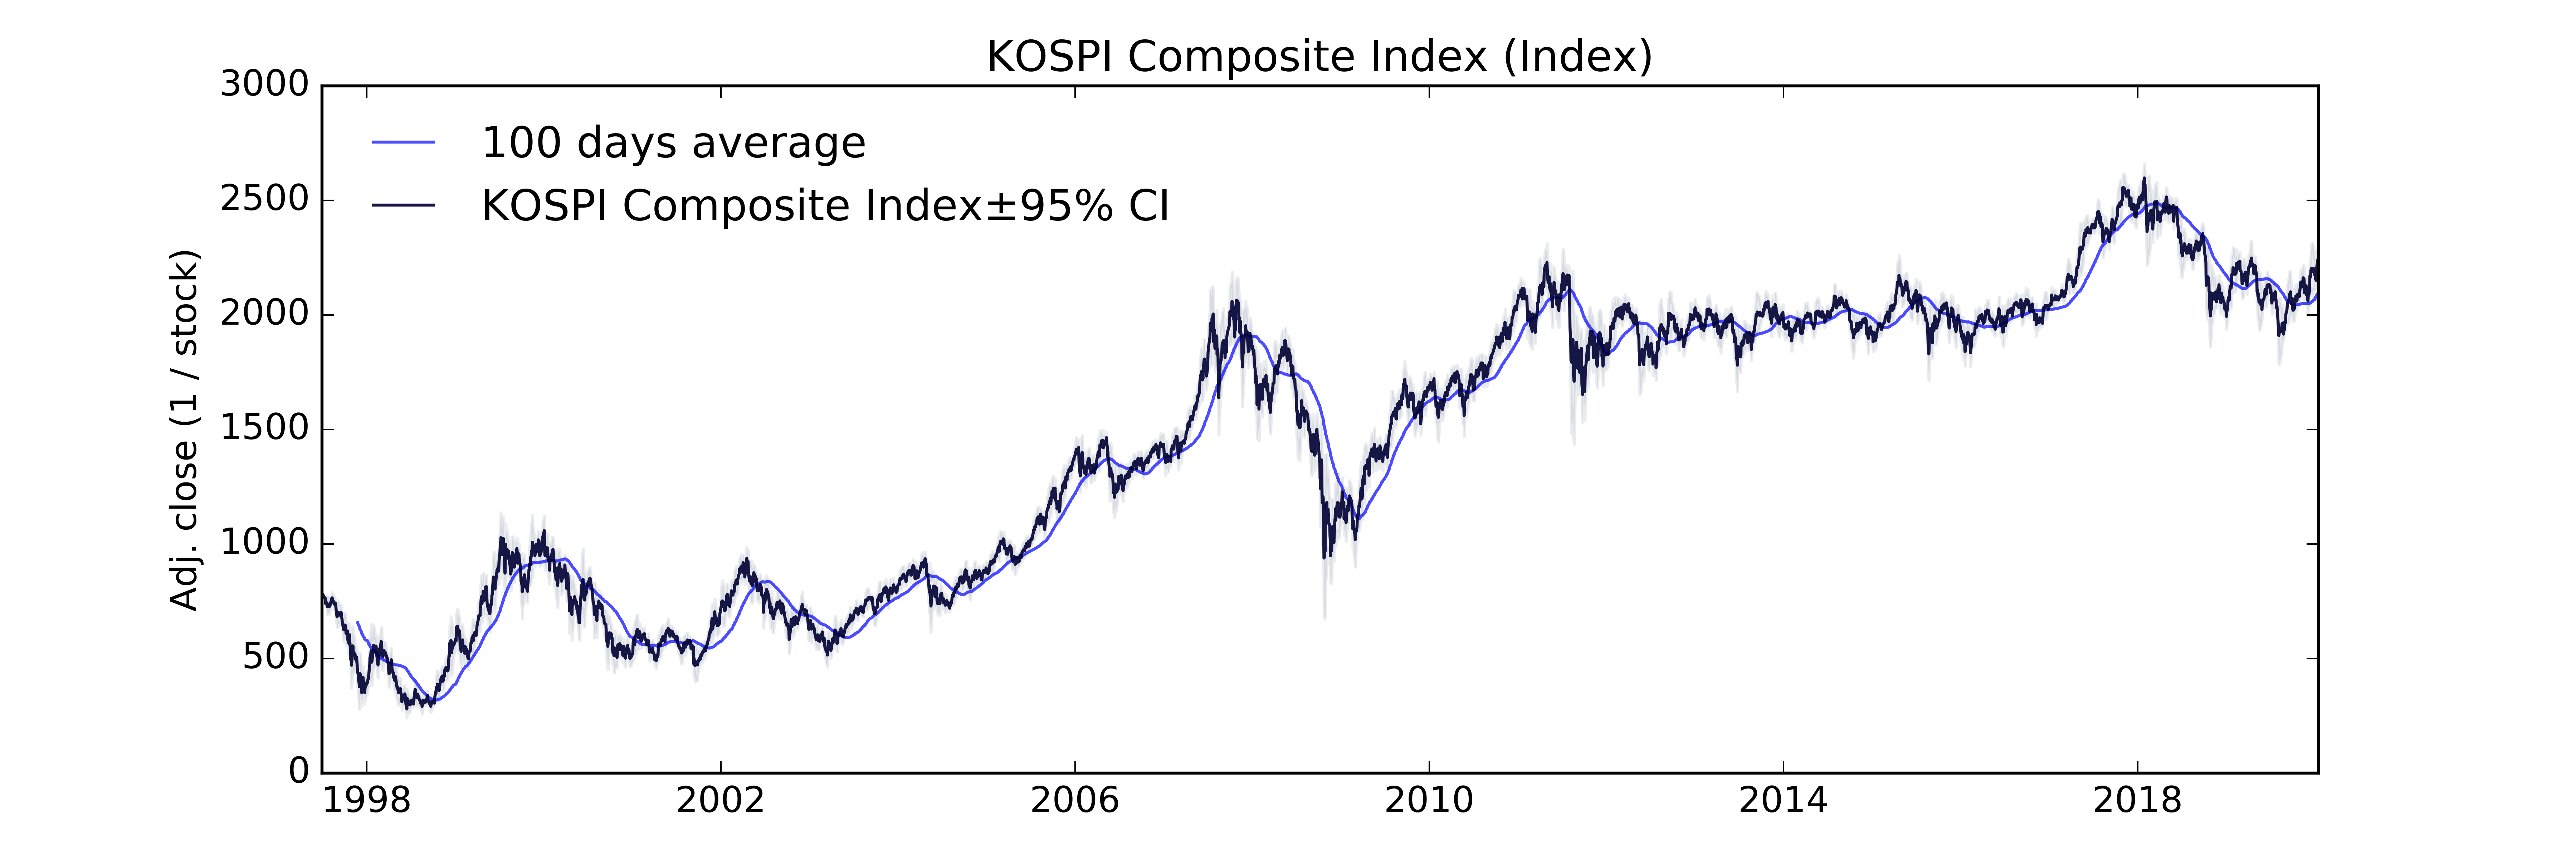 KOSPI Composite Index (Index)
3000
100 days average
KOSPI Composite Index±95% CI
2500
2000
1500
1000
500
0
Adj. close (1 / stock)
1998 2002 2006 2010 2014 2018